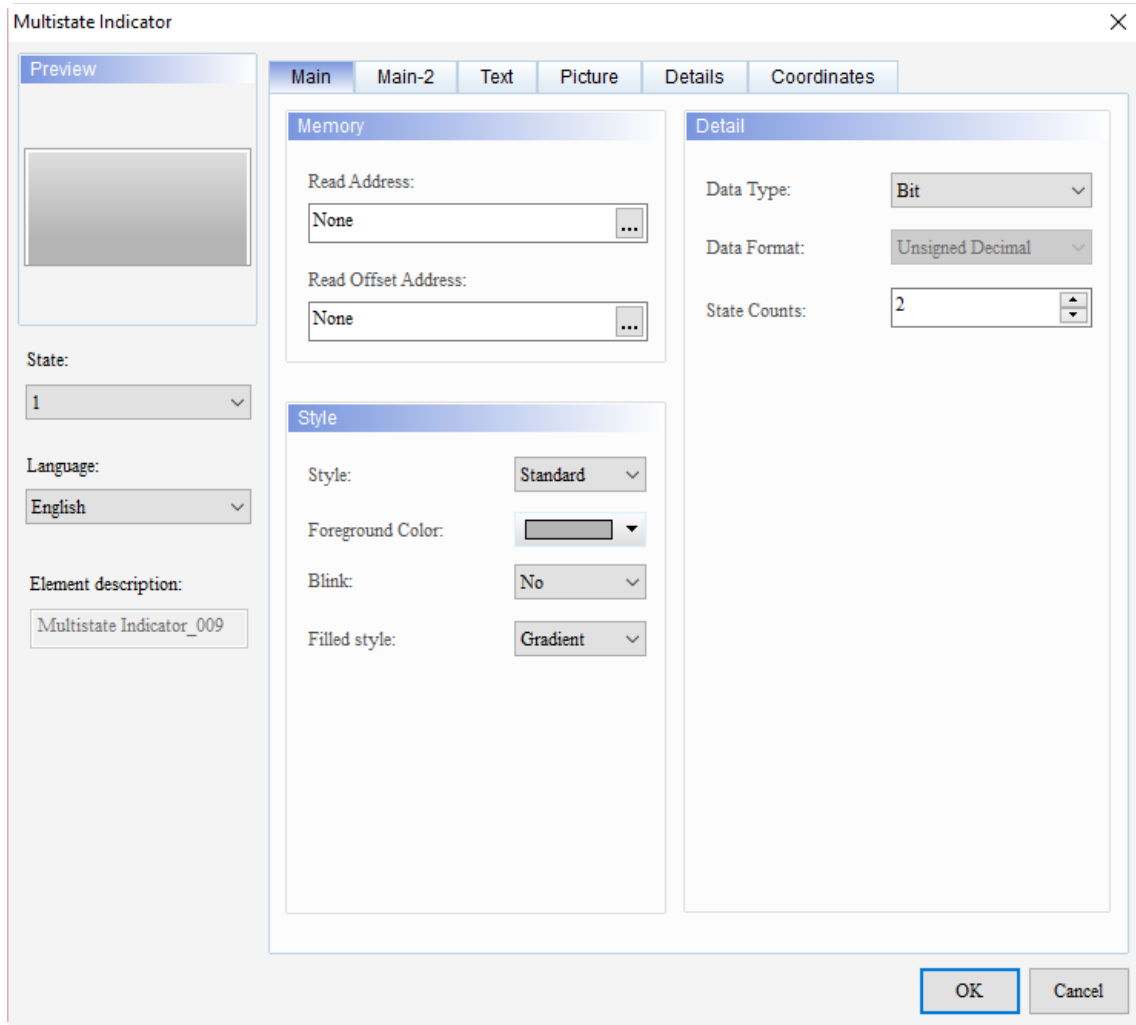 Multistate Indicator
Preview
State:
1
Language:
English
Element description:
Multistate Indicator_009
Main Main-2 Text Picture Details Coordinates
Memory
Read Address:
None ...
Read Offset Address:
None ...
Style
Style: Standard
Foreground Color:
Blink: No
Filled style: Gradient
Detail
Data Type: Bit
Data Format: Unsigned Decimal
State Counts: 2
OK Cancel